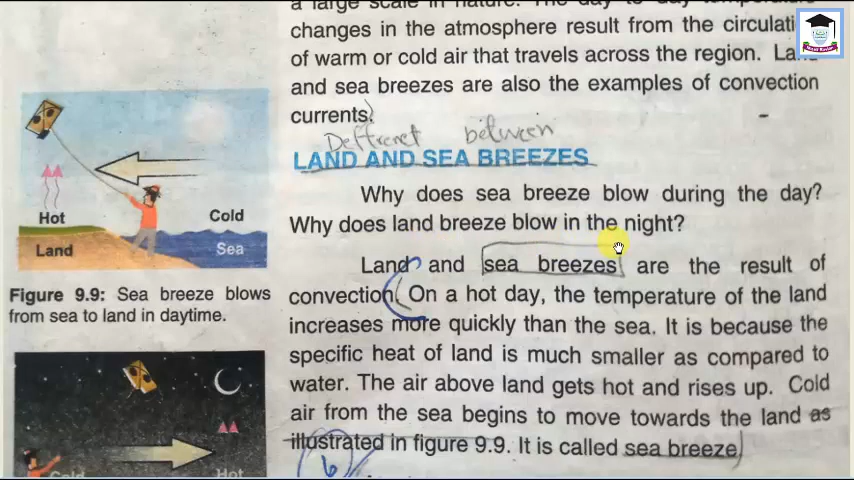 a large scale in nature. The day to day temperature
changes in the atmosphere result from the circulati
of warm or cold air that travels across the region. Land
and sea breezes are also the examples of convection
currents.
Deffrenet between
LAND AND SEA BREEZES
Why does sea breeze blow during the day?
Why does land breeze blow in the night?
Land and sea breezes are the result of
convection. On a hot day, the temperature of the land
increases more quickly than the sea. It is because the
specific heat of land is much smaller as compared to
water. The air above land gets hot and rises up. Cold
air from the sea begins to move towards the land as
illustrated in figure 9.9. It is called sea breeze
6
Hot
Cold
Land
Sea
Figure 9.9: Sea breeze blows
from sea to land in daytime.
Cold
Hot